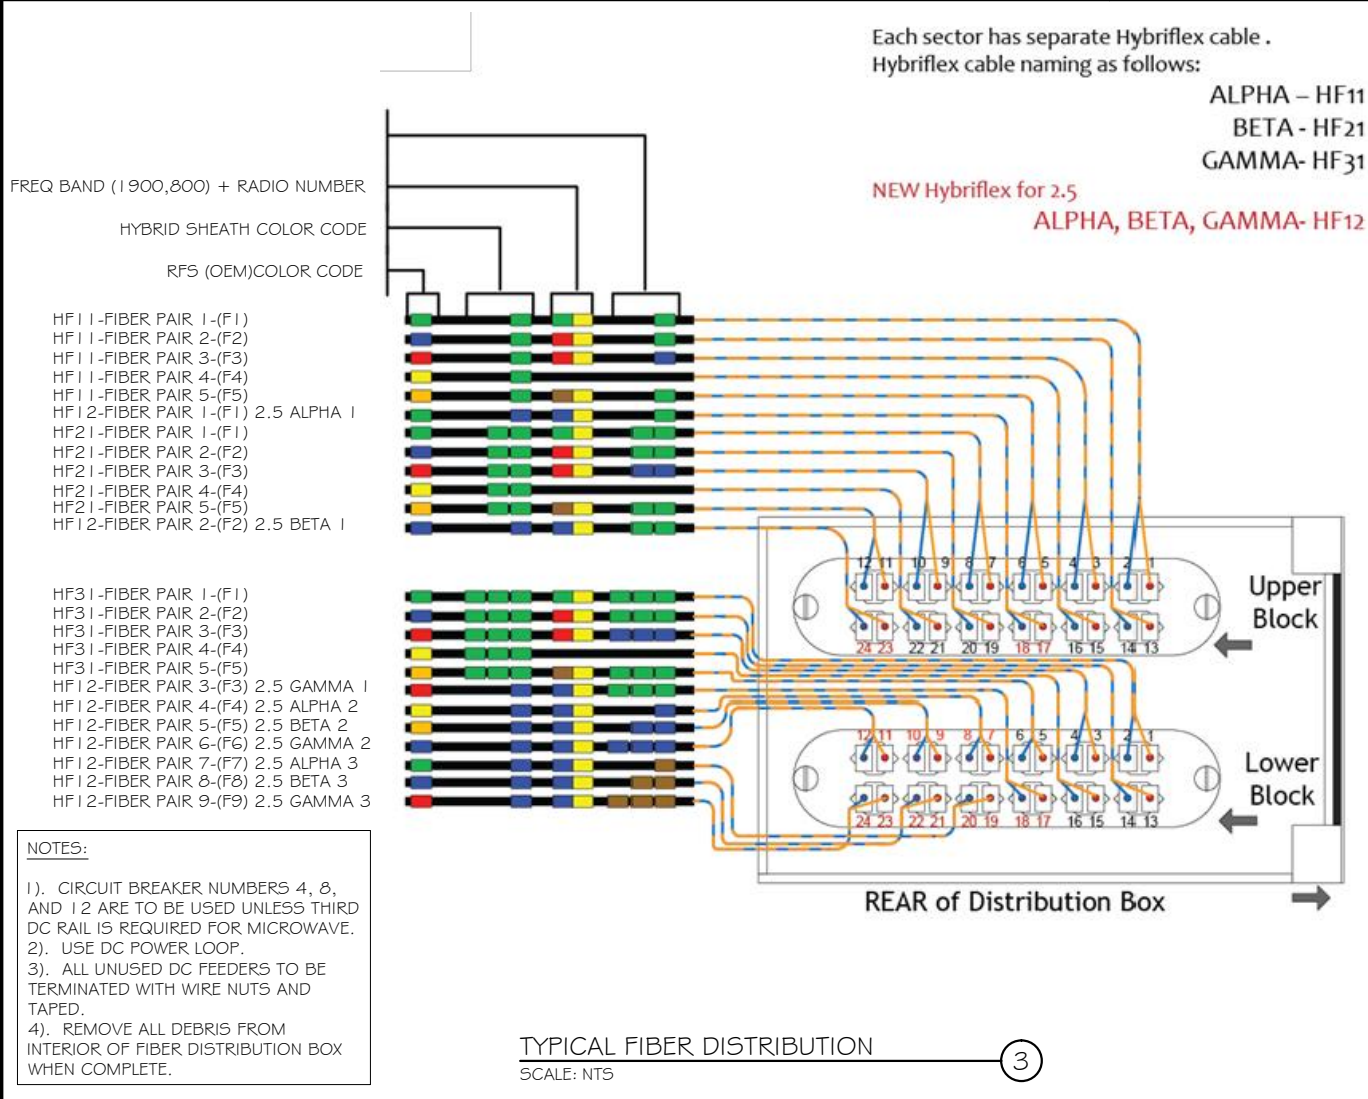 Each sector has separate Hybriflex cable .
Hybriflex cable naming as follows:
ALPHA – HF11
BETA - HF21
GAMMA- HF31
NEW Hybriflex for 2.5
ALPHA, BETA, GAMMA- HF12
FREQ BAND (1900,800) + RADIO NUMBER
HYBRID SHEATH COLOR CODE
RFS (OEM)COLOR CODE
HF11-FIBER PAIR 1-(F1)
HF11-FIBER PAIR 2-(F2)
HF11-FIBER PAIR 3-(F3)
HF11-FIBER PAIR 4-(F4)
HF11-FIBER PAIR 5-(F5)
HF12-FIBER PAIR 1-(F1) 2.5 ALPHA 1
HF21-FIBER PAIR 1-(F1)
HF21-FIBER PAIR 2-(F2)
HF21-FIBER PAIR 3-(F3)
HF21-FIBER PAIR 4-(F4)
HF21-FIBER PAIR 5-(F5)
HF12-FIBER PAIR 2-(F2) 2.5 BETA 1
12 11 10 9 8 7 6 5 4 3 2 1
24 23 22 21 20 19 18 17 16 15 14 13
Upper
Block
HF31-FIBER PAIR 1-(F1)
HF31-FIBER PAIR 2-(F2)
HF31-FIBER PAIR 3-(F3)
HF31-FIBER PAIR 4-(F4)
HF31-FIBER PAIR 5-(F5)
HF12-FIBER PAIR 3-(F3) 2.5 GAMMA 1
HF12-FIBER PAIR 4-(F4) 2.5 ALPHA 2
HF12-FIBER PAIR 5-(F5) 2.5 BETA 2
HF12-FIBER PAIR 6-(F6) 2.5 GAMMA 2
HF12-FIBER PAIR 7-(F7) 2.5 ALPHA 3
HF12-FIBER PAIR 8-(F8) 2.5 BETA 3
HF12-FIBER PAIR 9-(F9) 2.5 GAMMA 3
12 11 10 9 8 7 6 5 4 3 2 1
24 23 22 21 20 19 18 17 16 15 14 13
Lower
Block
REAR of Distribution Box
NOTES:
1). CIRCUIT BREAKER NUMBERS 4, 8,
AND 12 ARE TO BE USED UNLESS THIRD
DC RAIL IS REQUIRED FOR MICROWAVE.
2). USE DC POWER LOOP.
3). ALL UNUSED DC FEEDERS TO BE
TERMINATED WITH WIRE NUTS AND
TAPED.
4). REMOVE ALL DEBRIS FROM
INTERIOR OF FIBER DISTRIBUTION BOX
WHEN COMPLETE.
TYPICAL FIBER DISTRIBUTION
SCALE: NTS
3